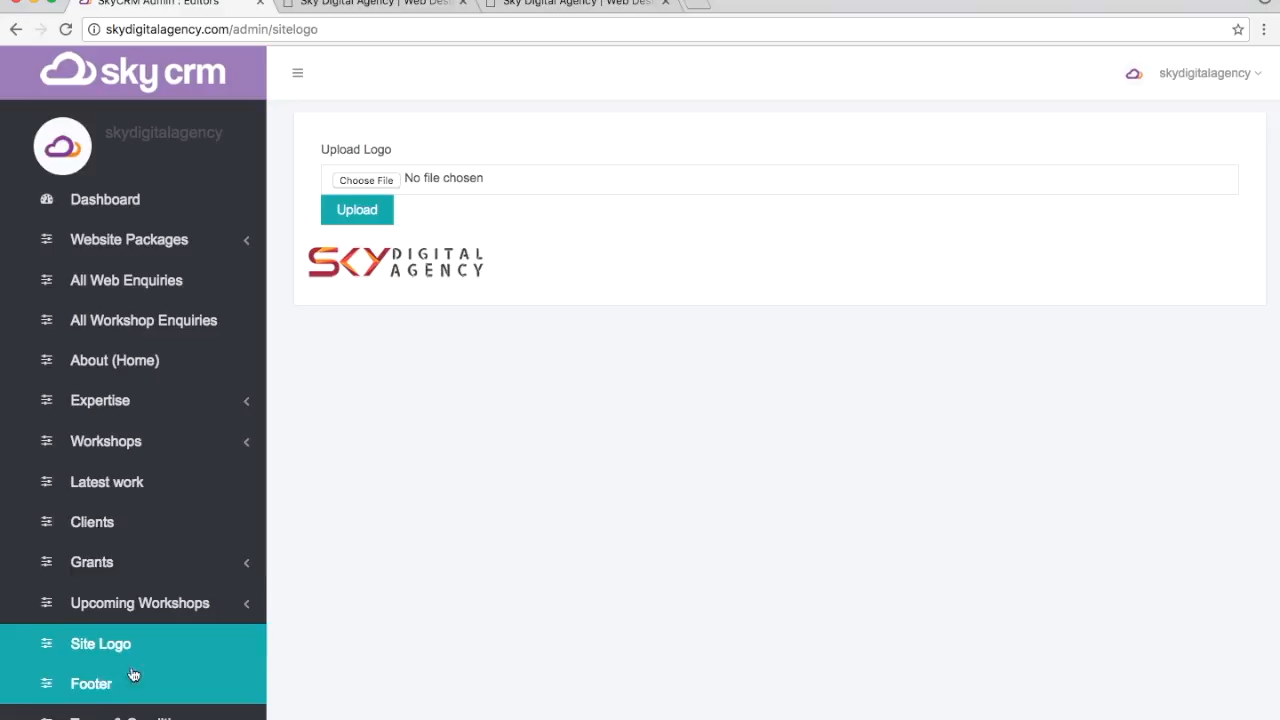 SkyCRM Admin : Editors
Sky Digital Agency | Web Des
Sky Digital Agency | Web Des
skydigitalagency.com/admin/sitelogo
sky crm
skydigitalagency
skydigitalagency
Upload Logo
Choose File No file chosen
Upload
SKY DIGITAL
AGENCY
Dashboard
Website Packages
All Web Enquiries
All Workshop Enquiries
About (Home)
Expertise
Workshops
Latest work
Clients
Grants
Upcoming Workshops
Site Logo
Footer